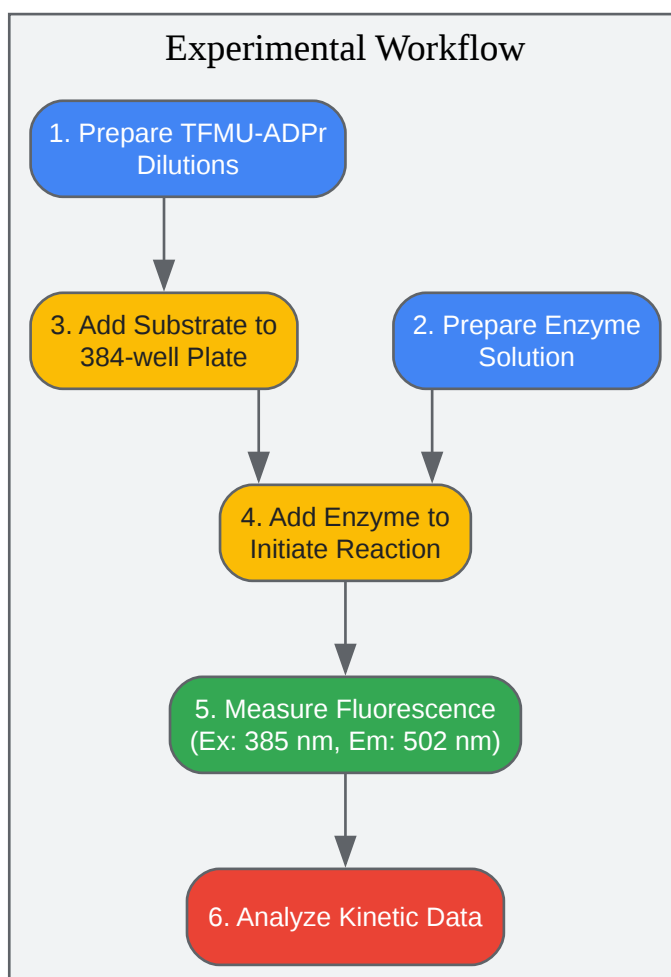 Experimental Workflow
1. Prepare TFMU-ADPr
Dilutions
3. Add Substrate to
384-well Plate
2. Prepare Enzyme
Solution
4. Add Enzyme to
Initiate Reaction
5. Measure Fluorescence
(Ex: 385 nm, Em: 502 nm)
6. Analyze Kinetic Data